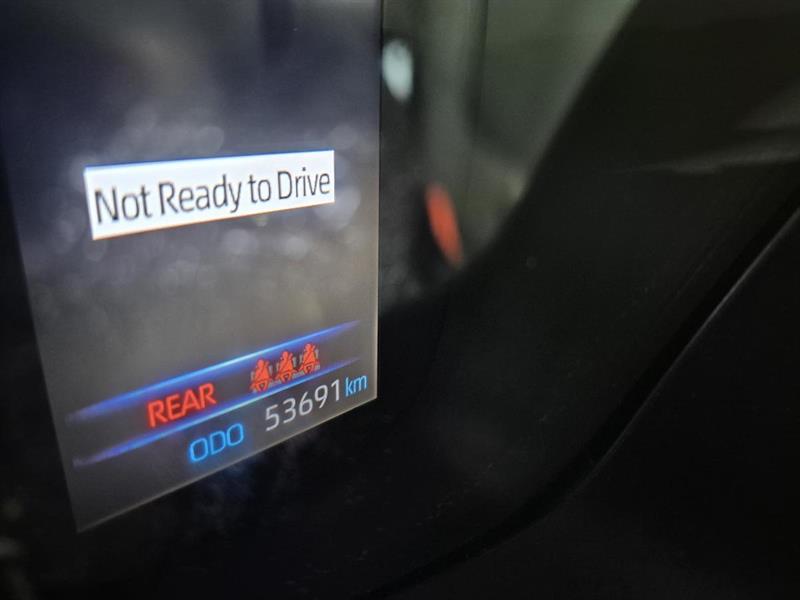 Not Ready to Drive
REAR
ODO 53691 km